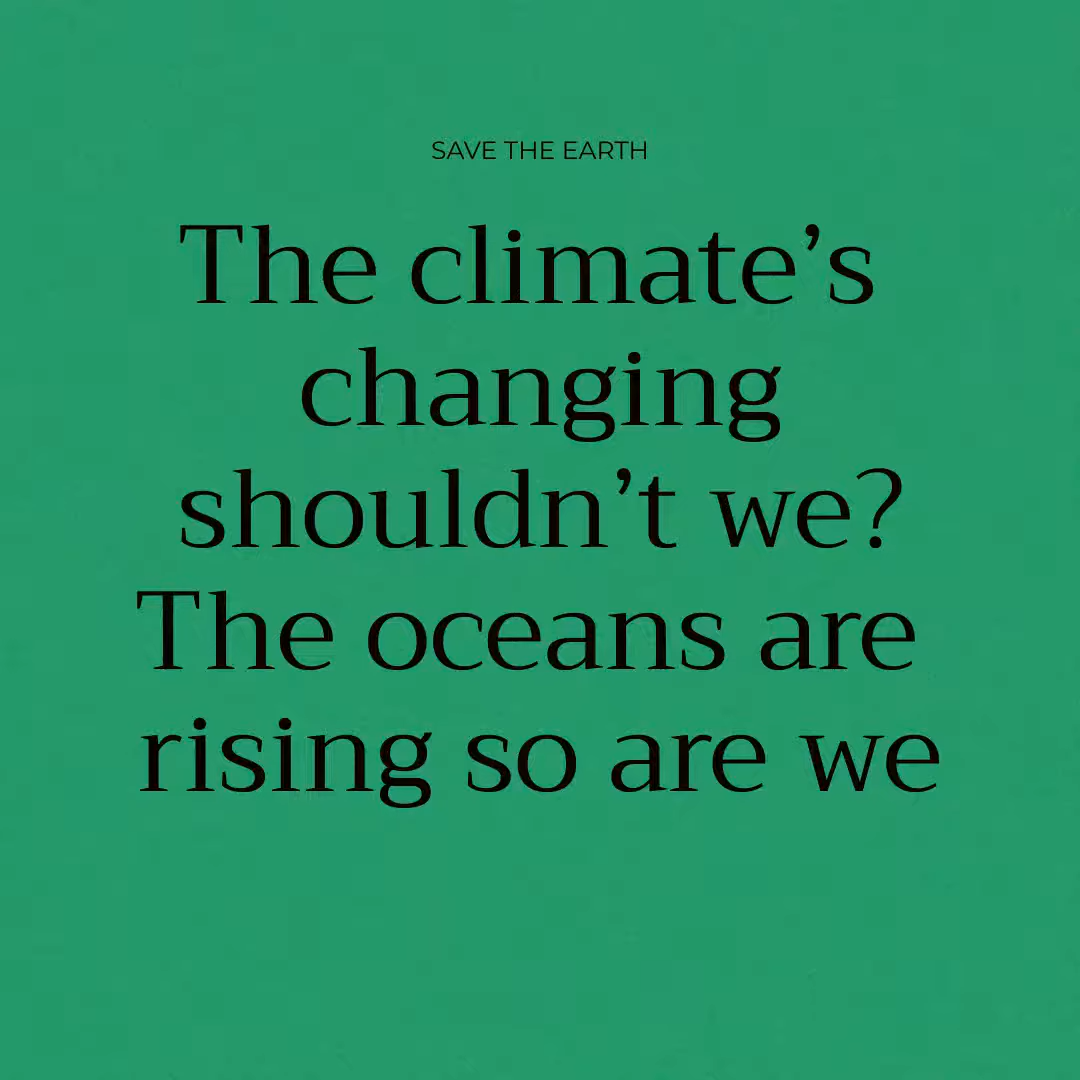 SAVE THE EARTH
The climate’s
changing
shouldn’t we?
The oceans are
rising so are we